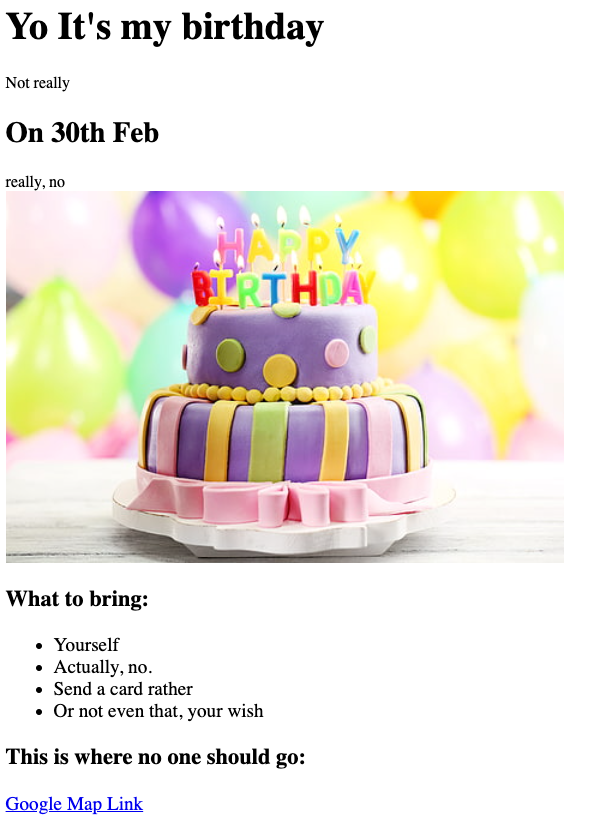 Yo It's my birthday
Not really
On 30th Feb
really, no
HAPPY
BIRTHDAY
What to bring:
Yourself
Actually, no.
Send a card rather
Or not even that, your wish
This is where no one should go:
Google Map Link